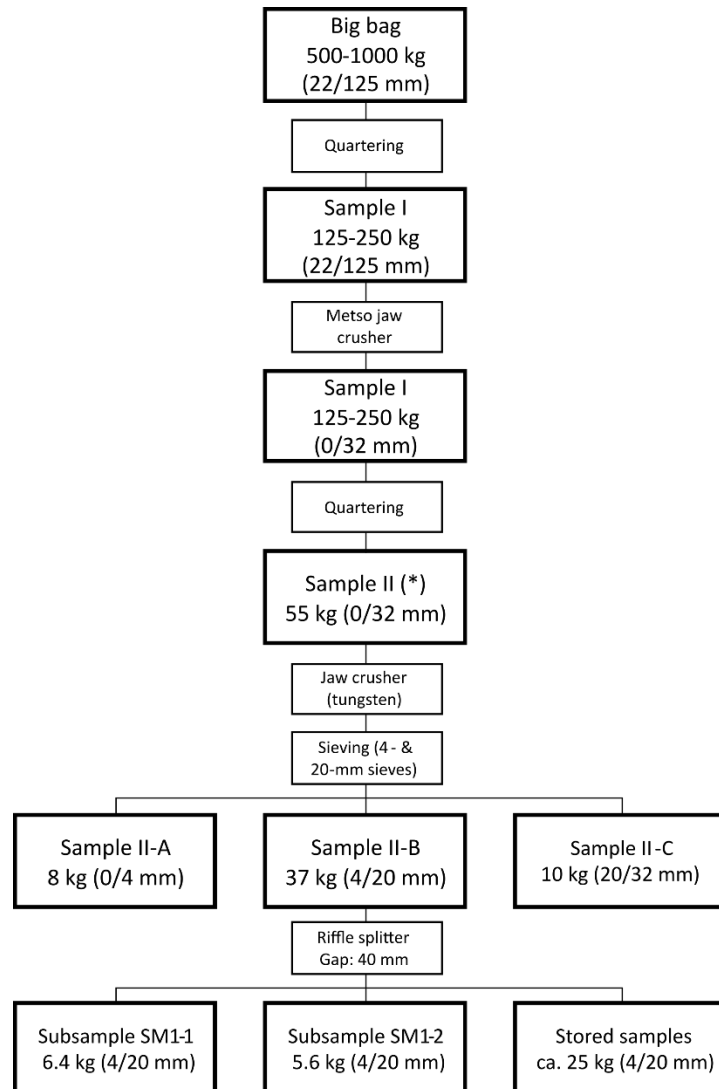 Big bag
500-1000 kg
(22/125 mm)
Quartering
Sample I
125-250 kg
(22/125 mm)
Metso jaw
crusher
Sample I
125-250 kg
(0/32 mm)
Quartering
Sample II (*)
55 kg (0/32 mm)
Jaw crusher
(tungsten)
Sieving (4- &
20-mm sieves)
Sample II-A
8 kg (0/4 mm)
Sample II-B
37 kg (4/20 mm)
Sample II-C
10 kg (20/32 mm)
Riffle splitter
Gap: 40 mm
Subsample SM1-1
6.4 kg (4/20 mm)
Subsample SM1-2
5.6 kg (4/20 mm)
Stored samples
ca. 25 kg (4/20 mm)